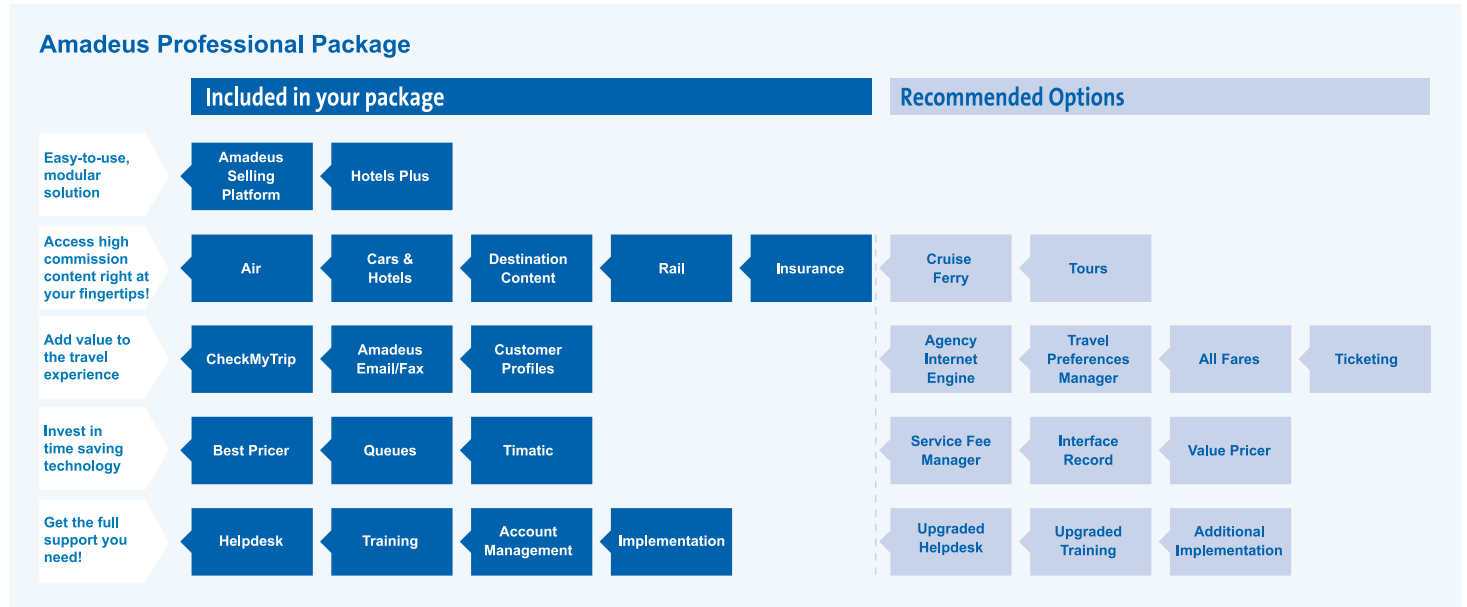 Amadeus Professional Package
Included in your package
Recommended Options
Easy-to-use,
modular
solution
Amadeus
Selling
Platform
Hotels Plus
Access high
commission
content right at
your fingertips!
Air
Cars &
Hotels
Destination
Content
Rail
Insurance
Cruise
Ferry
Tours
Add value to
the travel
experience
CheckMyTrip
Amadeus
Email/Fax
Customer
Profiles
Agency
Internet
Engine
Travel
Preferences
Manager
All Fares
Ticketing
Invest in
time saving
technology
Best Pricer
Queues
Timatic
Service Fee
Manager
Interface
Record
Value Pricer
Get the full
support you
need!
Helpdesk
Training
Account
Management
Implementation
Upgraded
Helpdesk
Upgraded
Training
Additional
Implementation